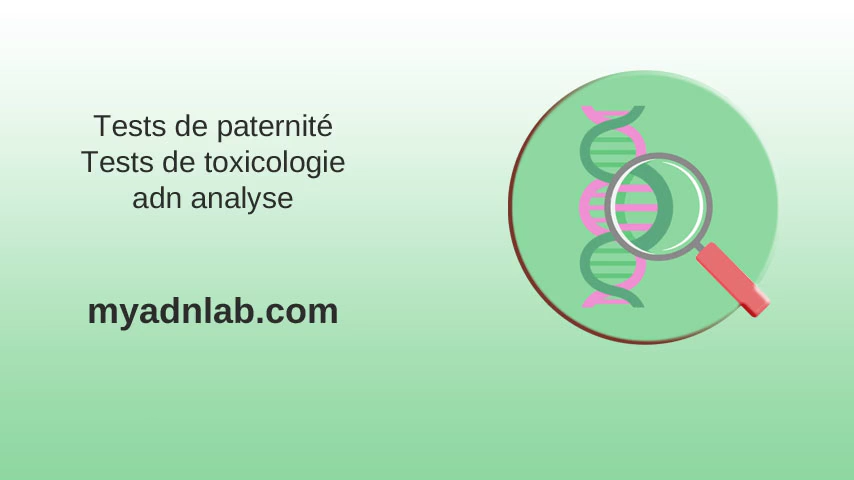 Tests de paternité
Tests de toxicologie
adn analyse
myadnlab.com